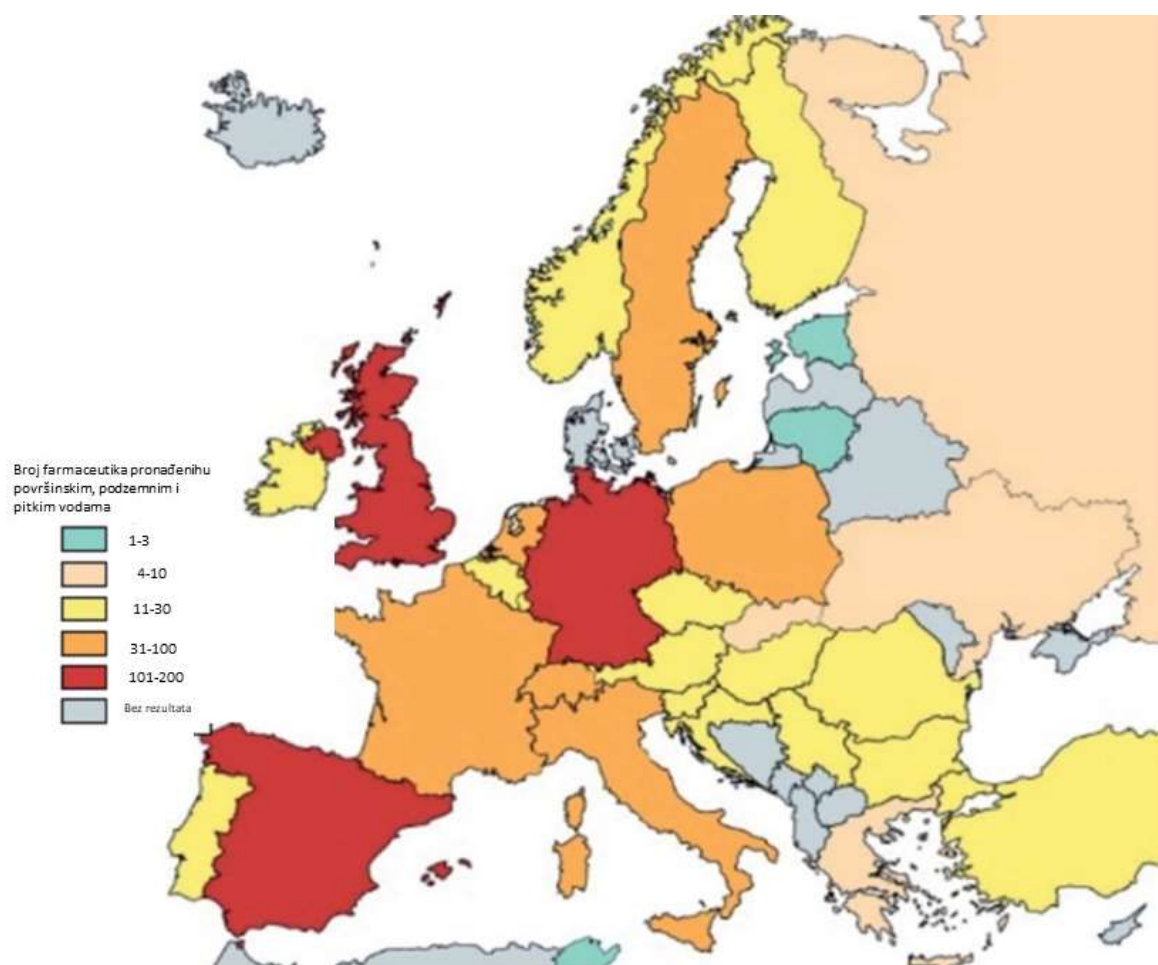 Broj farmaceutika pronađenihu
površinskim, podzemnim i
pitkim vodama
1-3
4-10
11-30
31-100
101-200
Bez rezultata